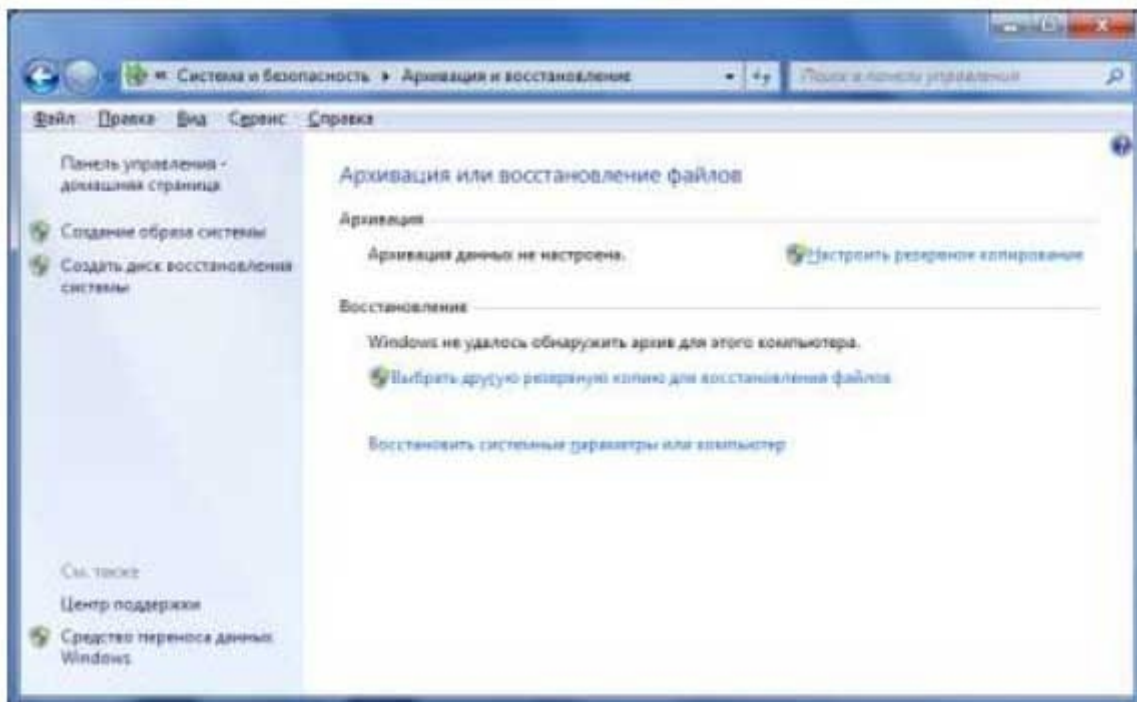 « Система и безопасность ▸ Архивация и восстановление
Поиск в панели управления
Файл Правка Вид Сервис Справка
Панель управления -
домашняя страница
Создание образа системы
Создать диск восстановления
системы
Архивация или восстановление файлов
Архивация
Архивация данных не настроена.
Настроить резервное копирование
Восстановление
Windows не удалось обнаружить архив для этого компьютера.
Выбрать другую резервную копию для восстановления файлов
Восстановить системные параметры или компьютер
См. также
Центр поддержки
Средство переноса данных
Windows